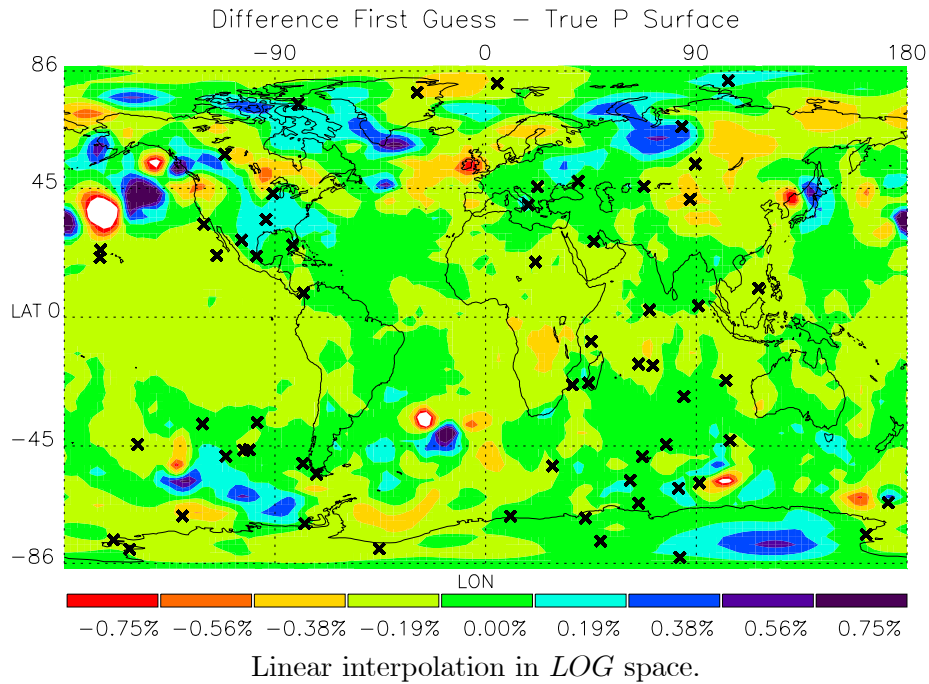 Difference First Guess – True P Surface
−90 0 90 180
86
45
LAT 0
−45
−86
LON
−0.75% −0.56% −0.38% −0.19% 0.00% 0.19% 0.38% 0.56% 0.75%
Linear interpolation in LOG space.